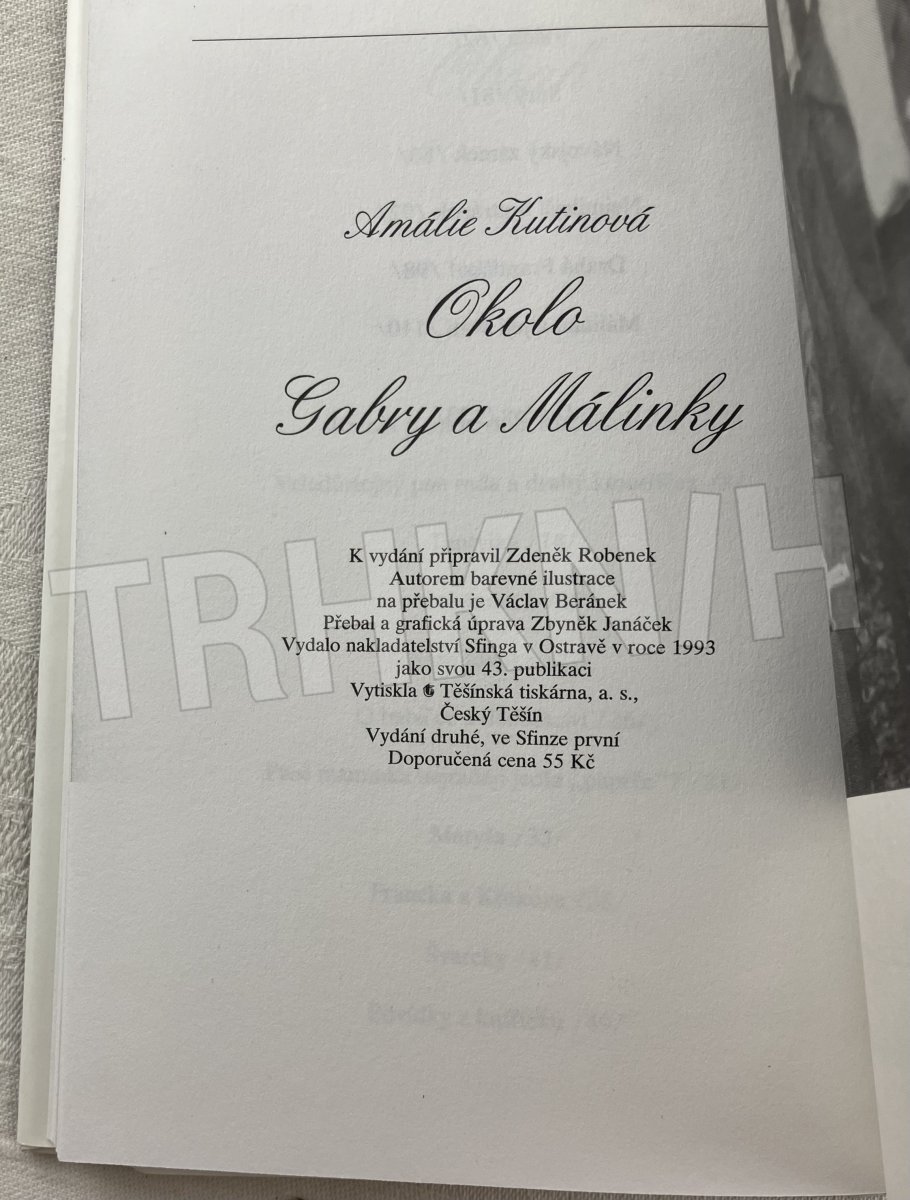 Amálie Kutinová
Okolo
Gabry a Málinky
K vydání připravil Zdeněk Robenek
Autorem barevné ilustrace
na přebalu je Václav Beránek
Přebal a grafická úprava Zbyněk Janáček
Vydalo nakladatelství Sfinga v Ostravě v roce 1993
jako svou 43. publikaci
Vytiskla Těšínská tiskárna, a. s.,
Český Těšín
Vydání druhé, ve Sfinze první
Doporučená cena 55 Kč
TRHKNIH